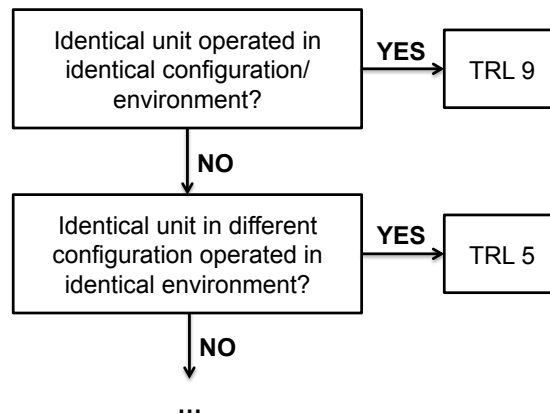 Identical unit operated in
identical configuration/
environment?
YES
TRL 9
NO
Identical unit in different
configuration operated in
identical environment?
YES
TRL 5
NO
...